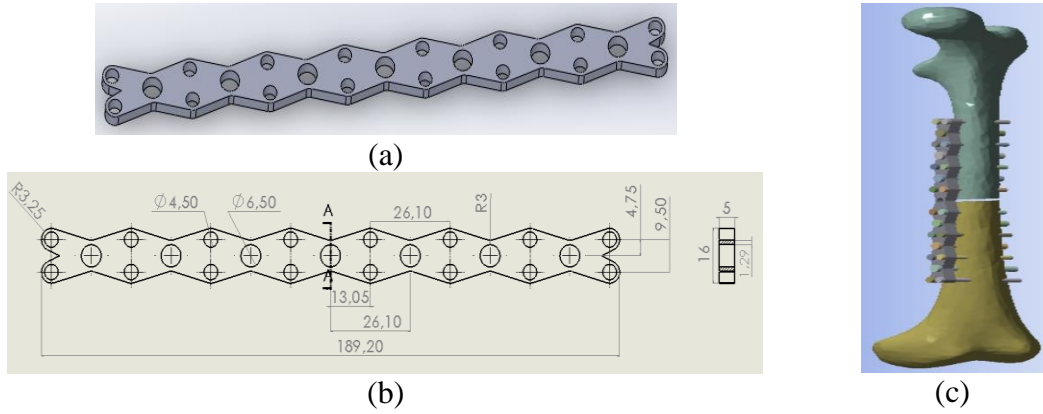 (a)
R3,25
Ø4,50
Ø6,50
A
26,10
R3
4,75
9,50
5
16
1,29
A
13,05
26,10
189,20
(b)
(c)